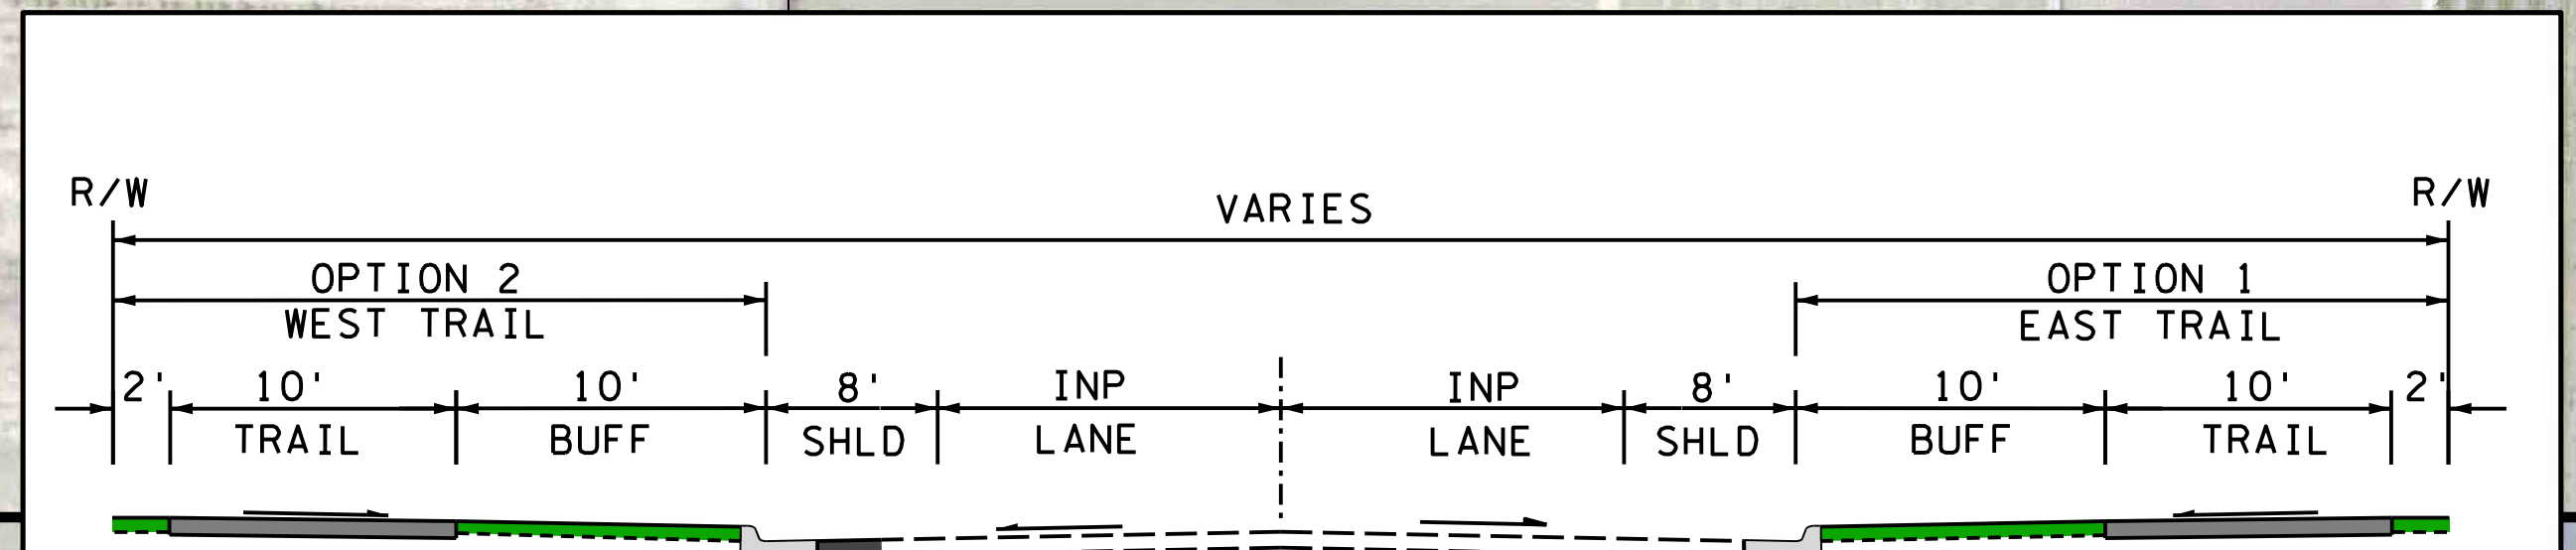 R/W R/W
VARIES
OPTION 2 OPTION 1
WEST TRAIL EAST TRAIL
2' 10' 10' 8' INP INP 8' 10' 10' 2'
TRAIL BUFF SHLD LANE LANE SHLD BUFF TRAIL